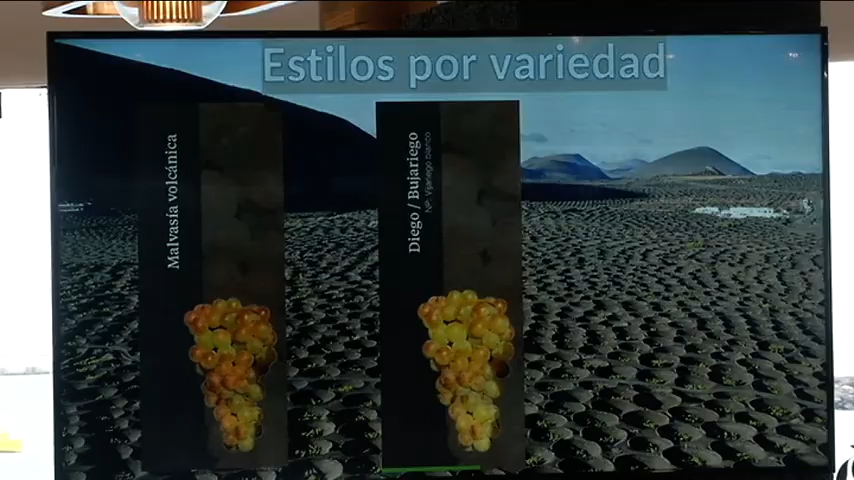 Estilos por variedad
Malvasía volcánica
Diego / Bujariego
NP: Vijariego blanco